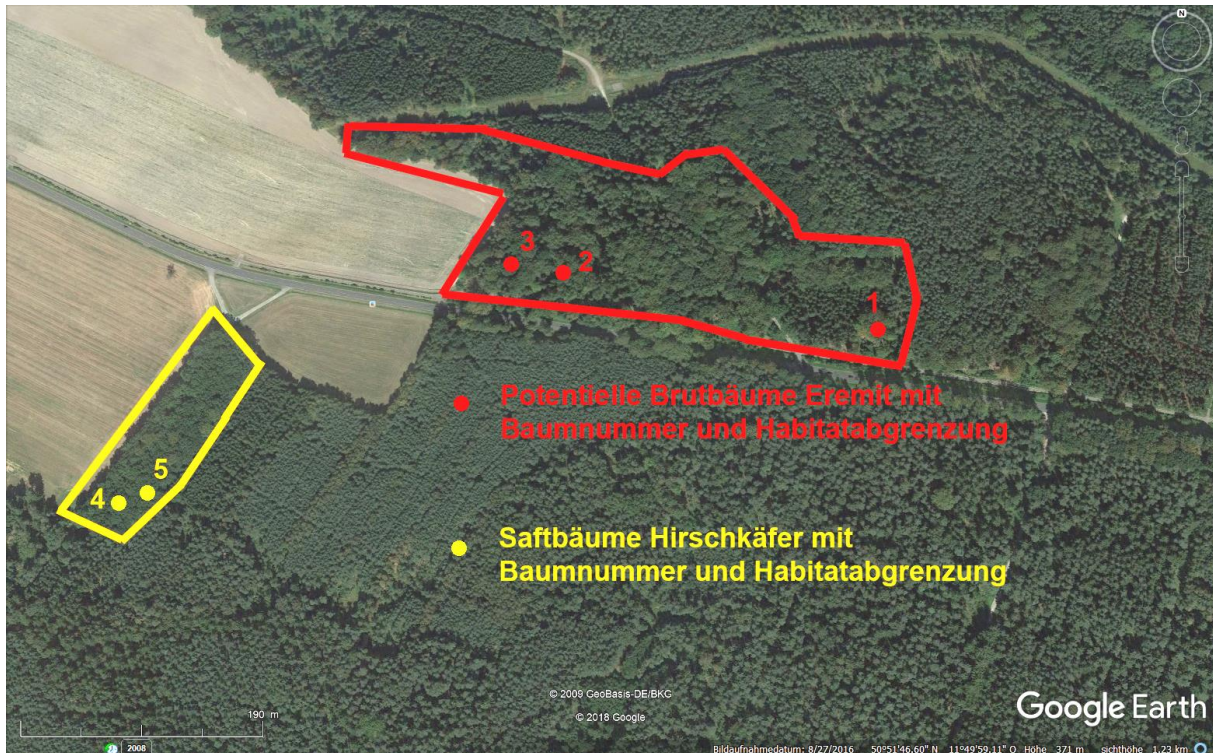 N
3
2
1
Potentielle Brutbäume Eremit mit
Baumnummer und Habitatabgrenzung
5
4
Saftbäume Hirschkäfer mit
Baumnummer und Habitatabgrenzung
© 2009 GeoBasis-DE/BKG
© 2018 Google
Google Earth
190 m
2008
Bildaufnahmedatum: 8/27/2016 50°51'46.60" N 11°49'59.11" O Höhe 371 m sichthöhe 1.23 km